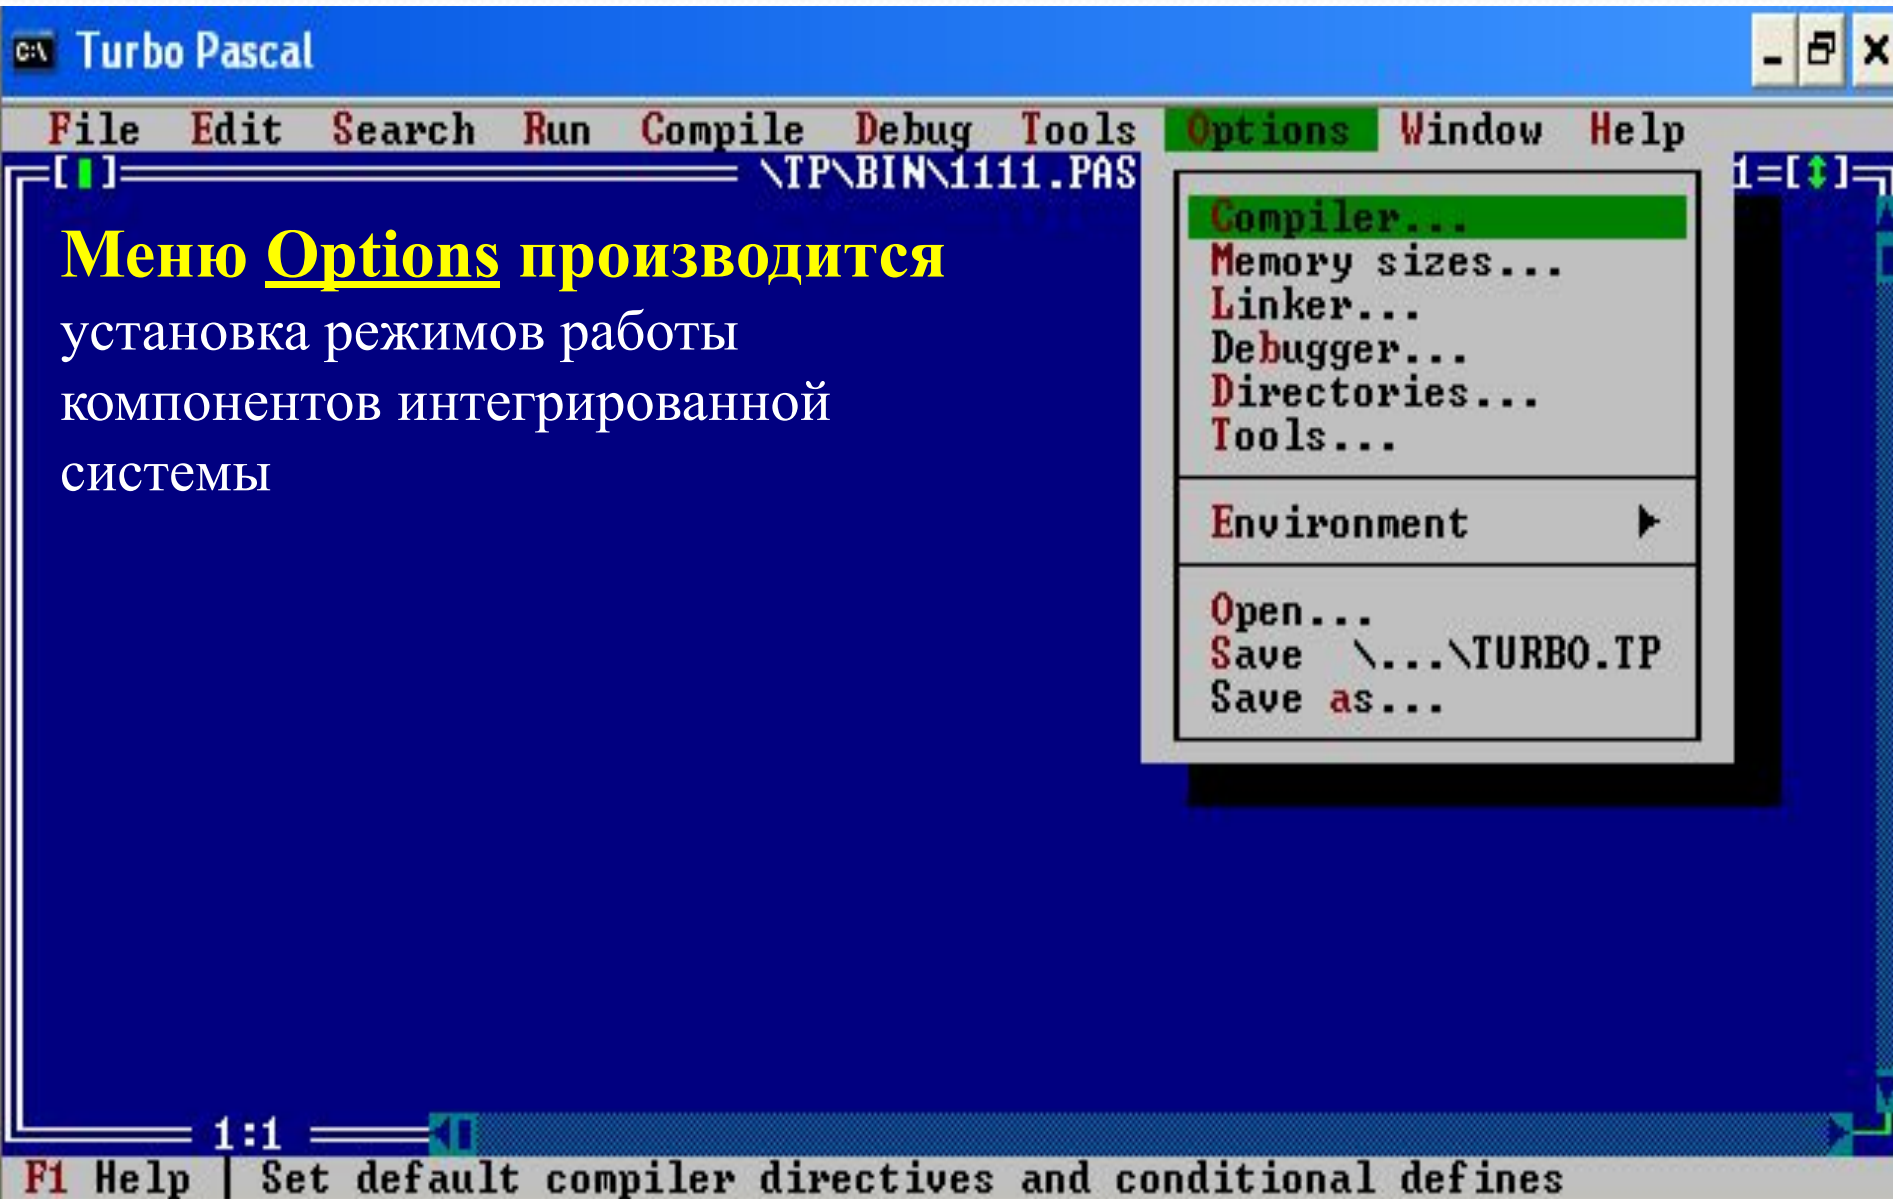 Turbo Pascal
File Edit Search Run Compile Debug Tools Options Window Help
[ ] \TP\BIN\1111.PAS 1=[ ]
Меню Options производится
установка режимов работы
компонентов интегрированной
системы
Compiler...
Memory sizes...
Linker...
Debugger...
Directories...
Tools...
Environment
Open...
Save \...\TURBO.TP
Save as...
1:1
F1 Help | Set default compiler directives and conditional defines